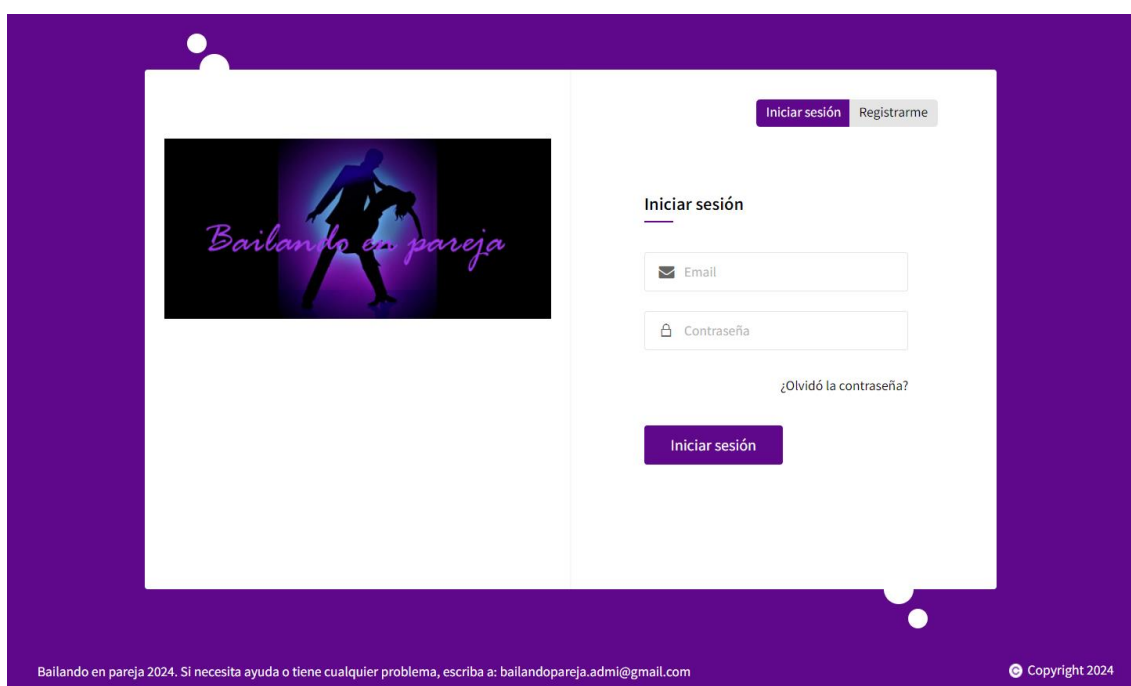 Iniciar sesión Registrarme
Bailando en pareja
Iniciar sesión
Email
Contraseña
¿Olvidó la contraseña?
Iniciar sesión
Bailando en pareja 2024. Si necesita ayuda o tiene cualquier problema, escriba a: bailandopareja.admi@gmail.com
© Copyright 2024